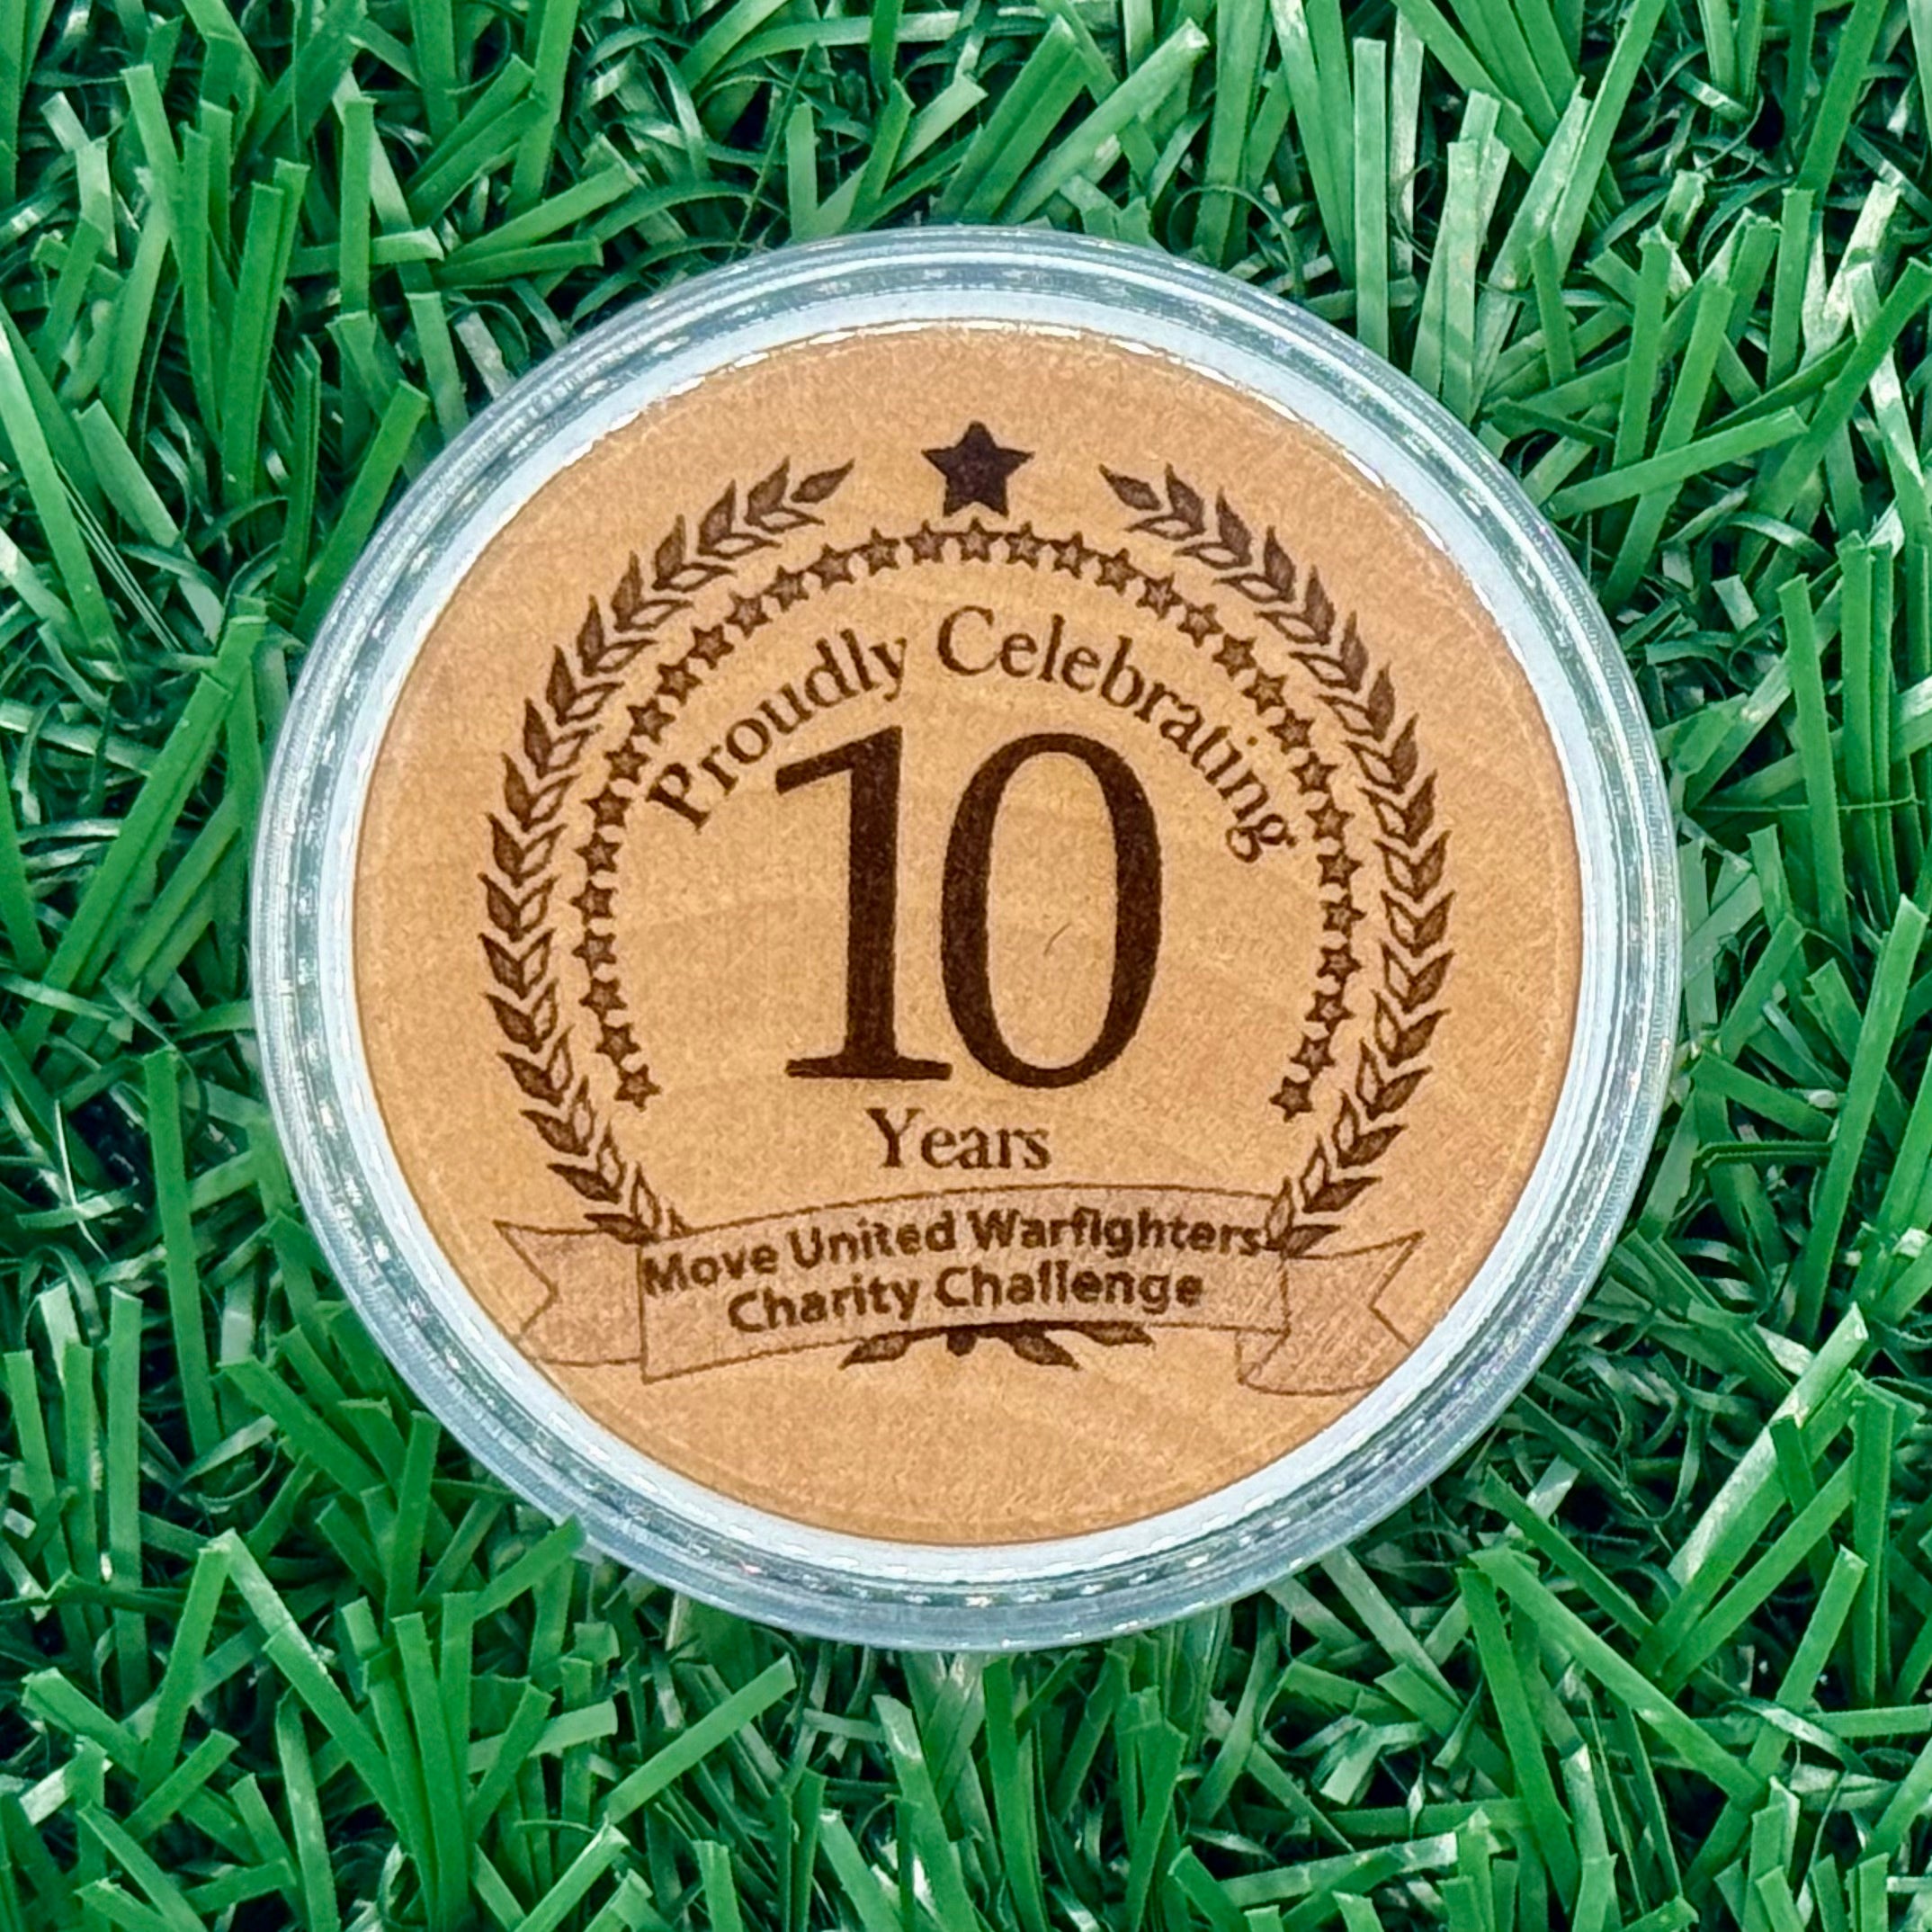 Proudly Celebrating
10
Years
Move United Warfighters
Charity Challenge